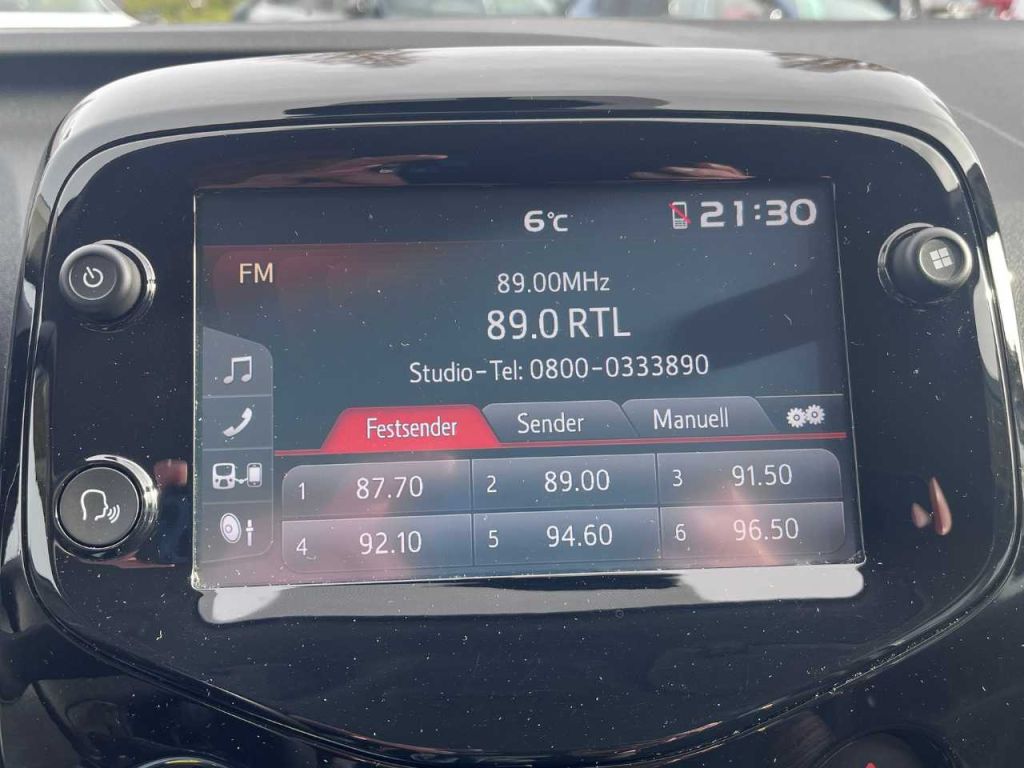 6°C 21:30
FM
89.00MHz
89.0 RTL
Studio-Tel: 0800-0333890
Festsender Sender Manuell
1 87.70 2 89.00 3 91.50
4 92.10 5 94.60 6 96.50